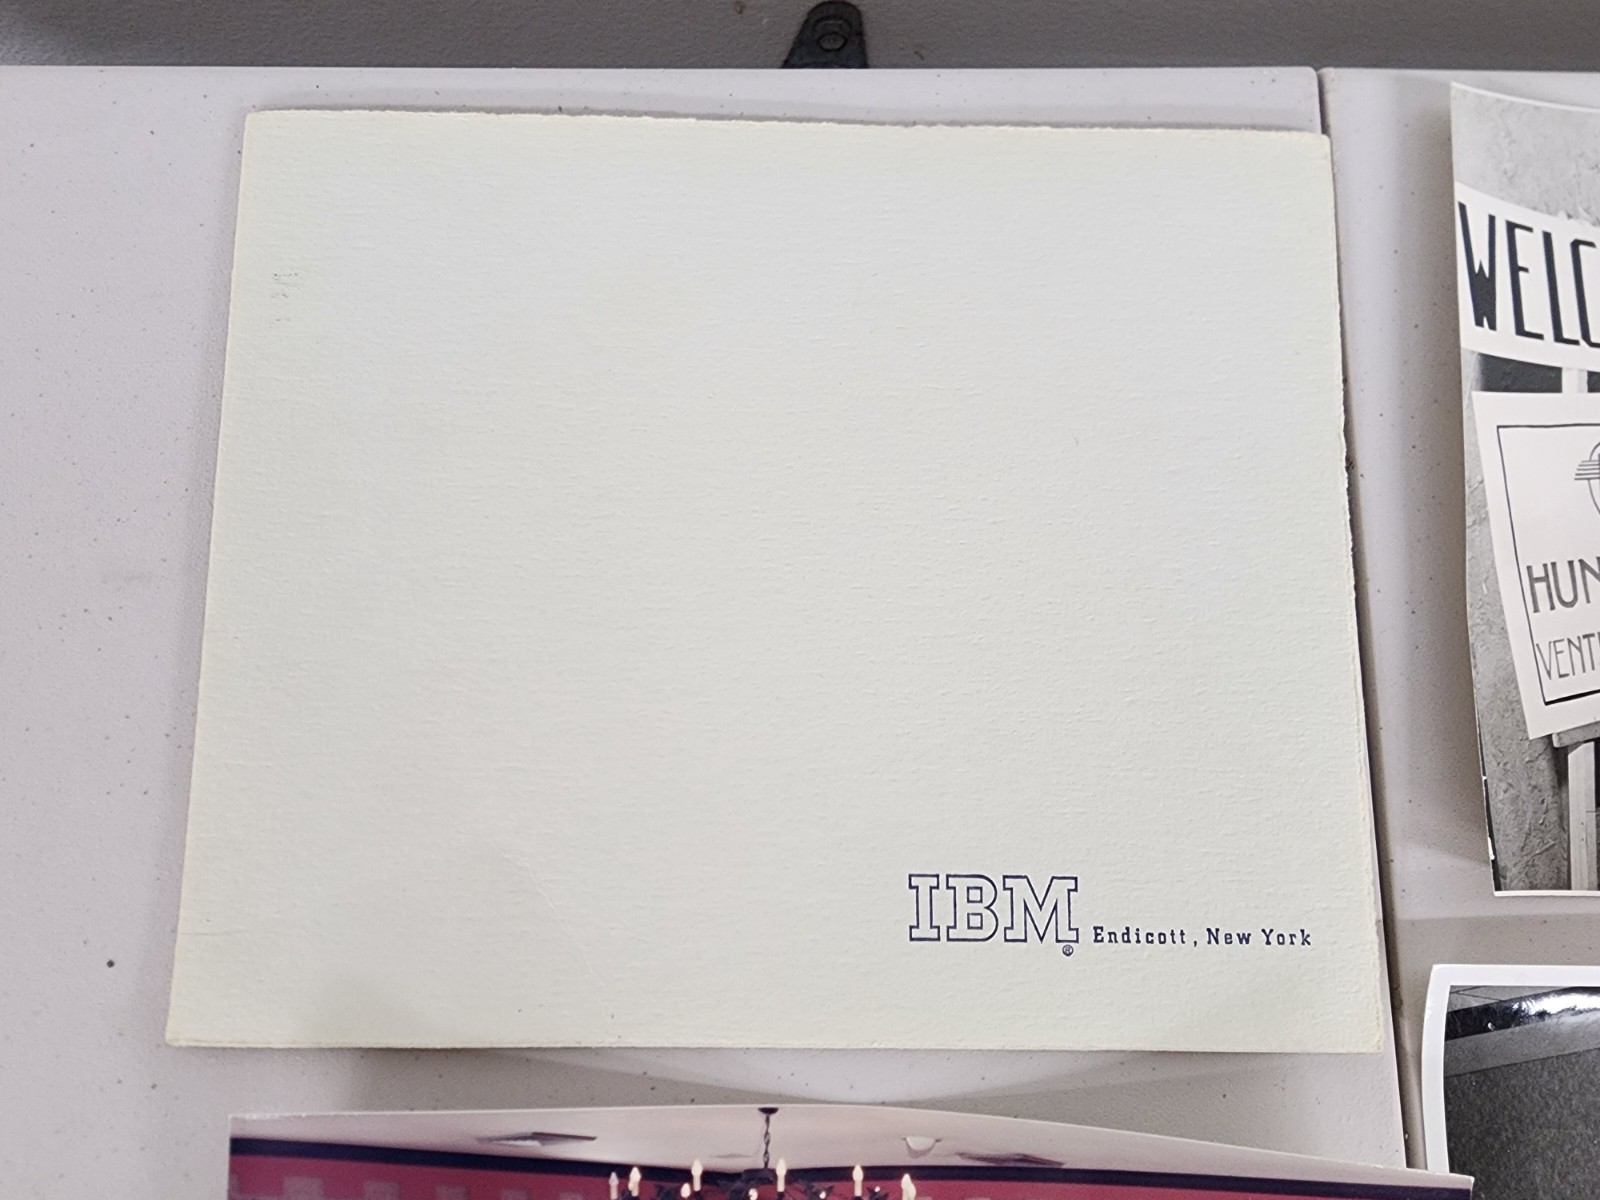 IBM® Endicott, New York
WELC
HUN
VENT